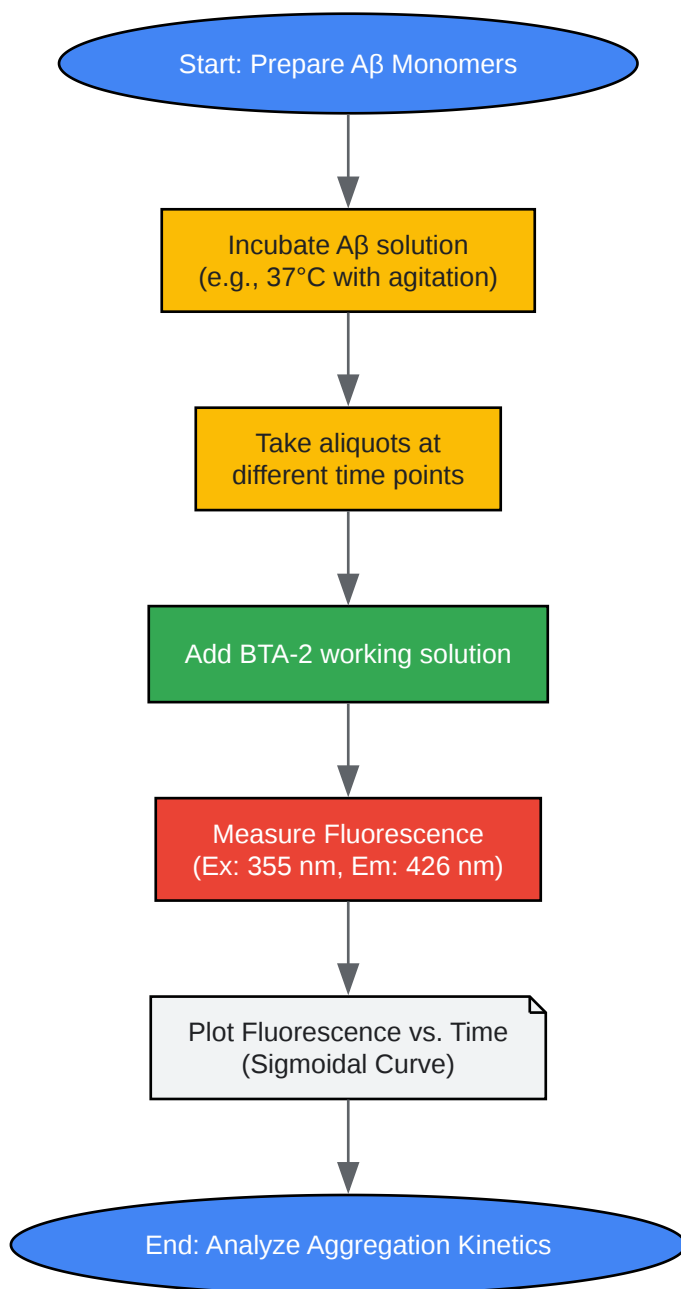 Start: Prepare Aβ Monomers
Incubate Aβ solution
(e.g., 37°C with agitation)
Take aliquots at
different time points
Add BTA-2 working solution
Measure Fluorescence
(Ex: 355 nm, Em: 426 nm)
Plot Fluorescence vs. Time
(Sigmoidal Curve)
End: Analyze Aggregation Kinetics